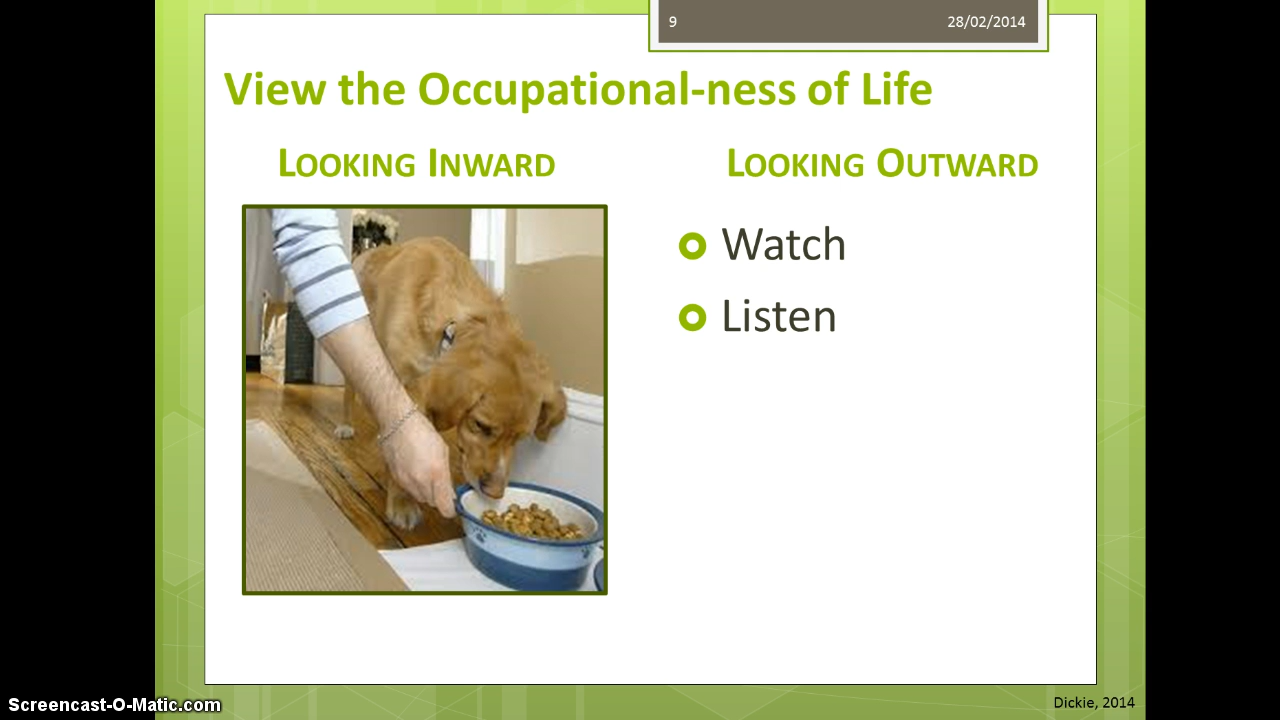 9
28/02/2014
View the Occupational-ness of Life
Looking Inward
Looking Outward
Watch
Listen
Dickie, 2014
Screencast-O-Matic.com